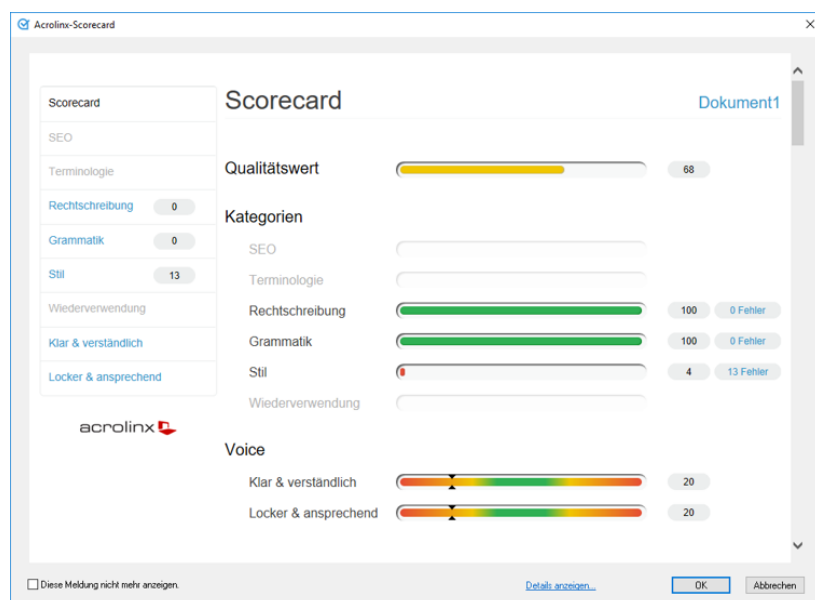 Acrolinx-Scorecard
Scorecard
SEO
Terminologie
Rechtschreibung 0
Grammatik 0
Stil 13
Wiederverwendung
Klar & verständlich
Locker & ansprechend
acrolinx
Scorecard Dokument1
Qualitätswert 68
Kategorien
SEO
Terminologie
Rechtschreibung 100 0 Fehler
Grammatik 100 0 Fehler
Stil 4 13 Fehler
Wiederverwendung
Voice
Klar & verständlich 20
Locker & ansprechend 20
Diese Meldung nicht mehr anzeigen. Details anzeigen... OK Abbrechen